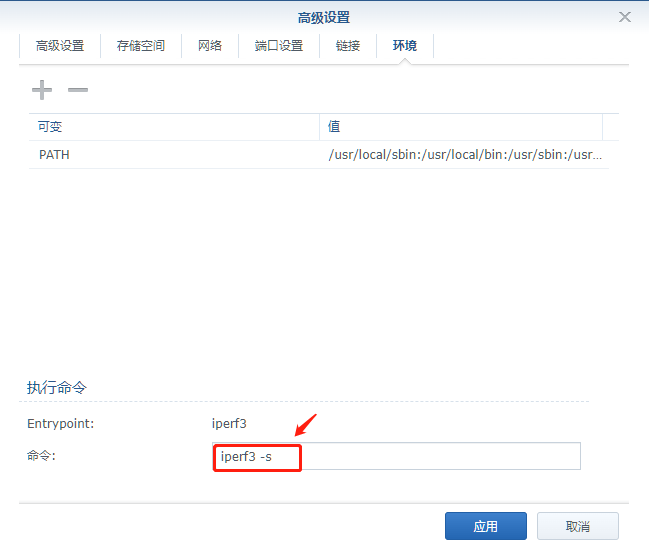 高级设置
高级设置 存储空间 网络 端口设置 链接 环境
可变 值
PATH /usr/local/sbin:/usr/local/bin:/usr/sbin:/usr...
执行命令
Entrypoint: iperf3
命令: iperf3 -s
应用 取消